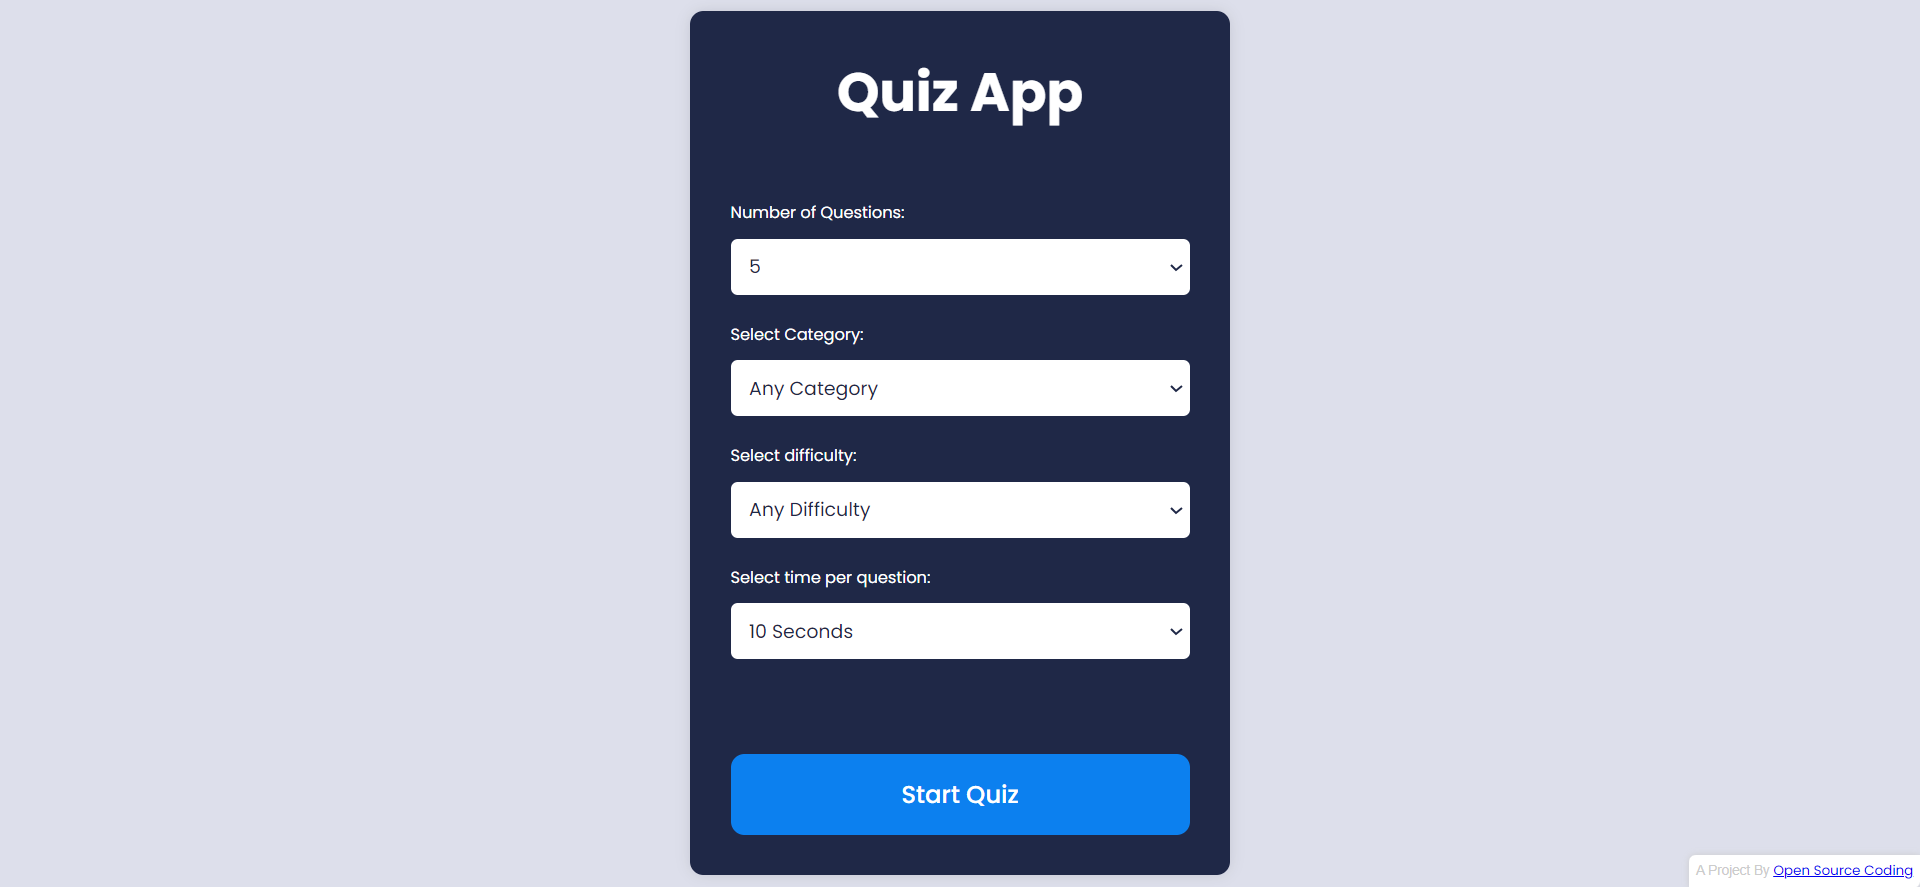 Quiz App
Number of Questions:
5
Select Category:
Any Category
Select difficulty:
Any Difficulty
Select time per question:
10 Seconds
Start Quiz
A Project By Open Source Coding